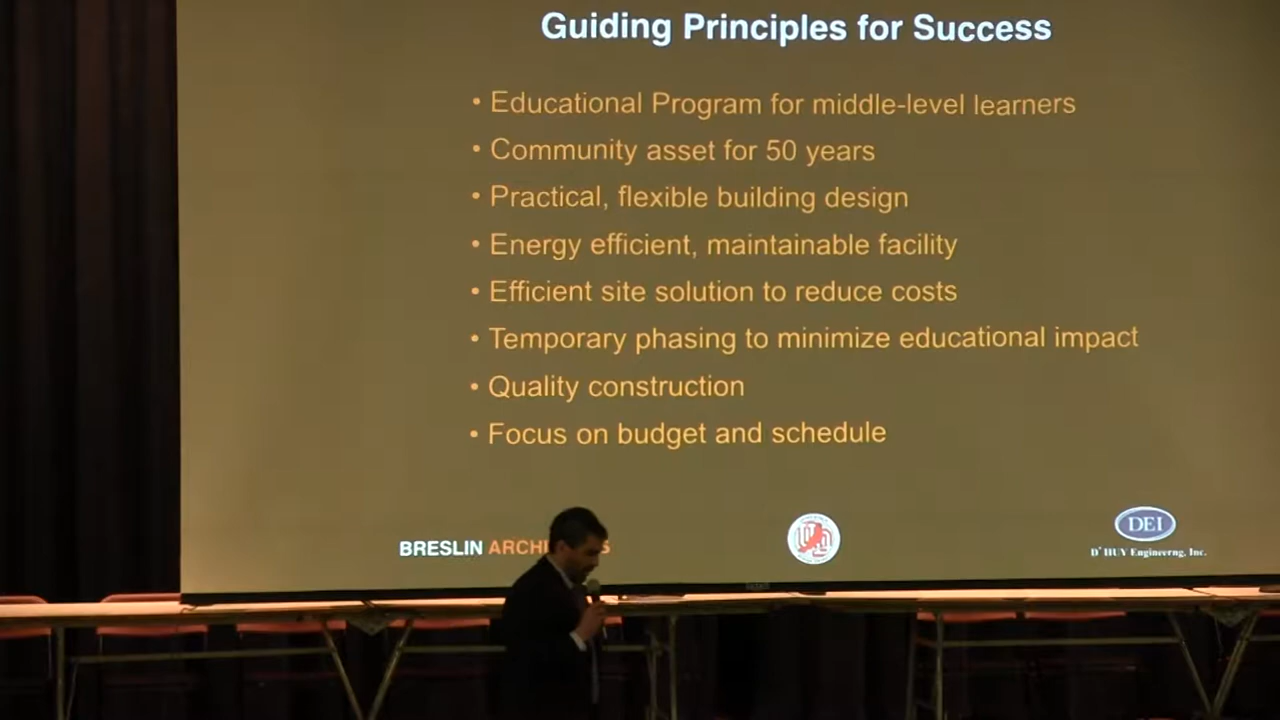 Guiding Principles for Success
• Educational Program for middle-level learners
• Community asset for 50 years
• Practical, flexible building design
• Energy efficient, maintainable facility
• Efficient site solution to reduce costs
• Temporary phasing to minimize educational impact
• Quality construction
• Focus on budget and schedule
BRESLIN
DEI
D'HUY Engineerng, Inc.